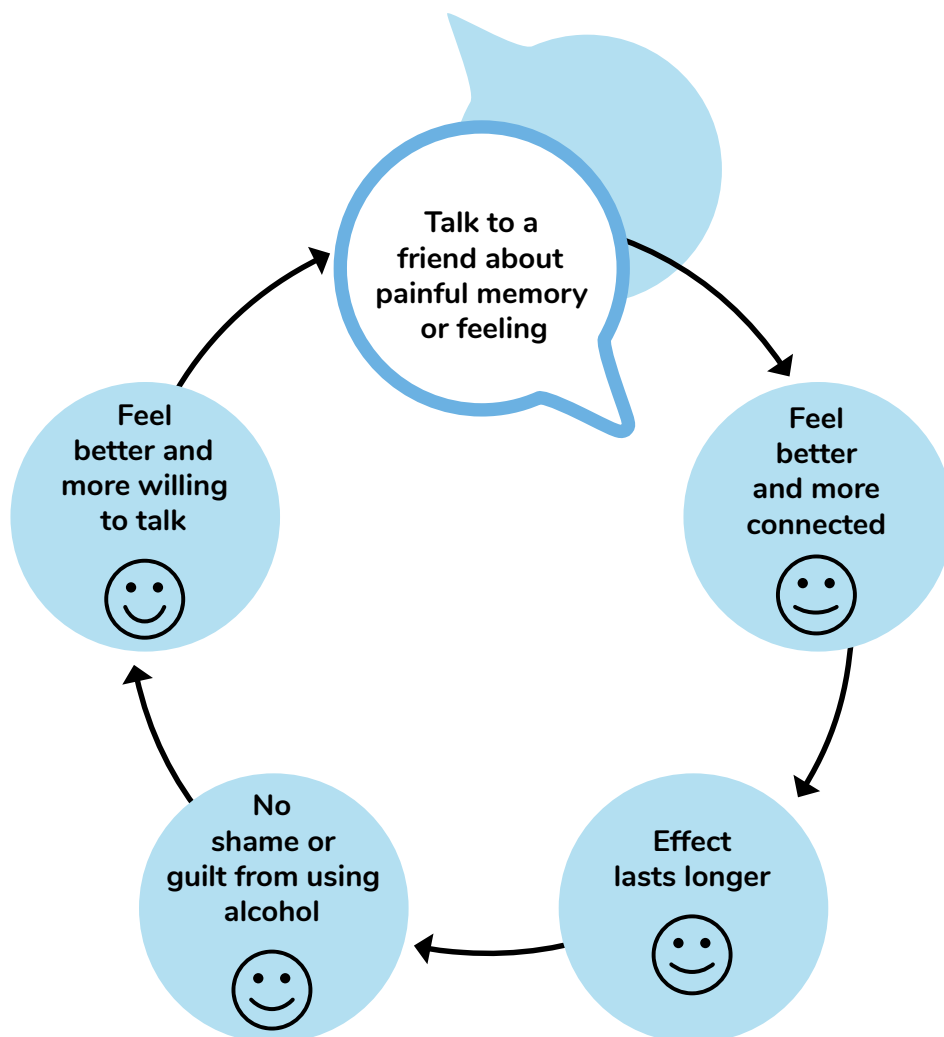 Talk to a
friend about
painful memory
or feeling
Feel
better and
more connected
Effect
lasts longer
No
shame or
guilt from using
alcohol
Feel
better and
more willing
to talk